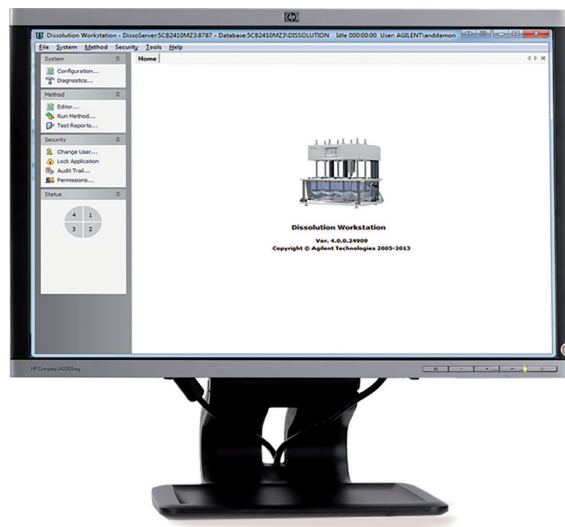 hp
Dissolution Workstation - DissoServer:5CB2410MZ3:8787 - Database:5CB2410MZ3\DISSOLUTION Idle 000:00:00 User: AGILENT\anddamon
File System Method Security Tools Help
System
Configuration...
Diagnostics...
Method
Editor...
Run Method...
Test Reports...
Security
Change User...
Lock Application
Audit Trail...
Permissions...
Status
4 1
3 2
Home
Dissolution Workstation
Ver. 4.0.0.24909
Copyright © Agilent Technologies 2005-2013